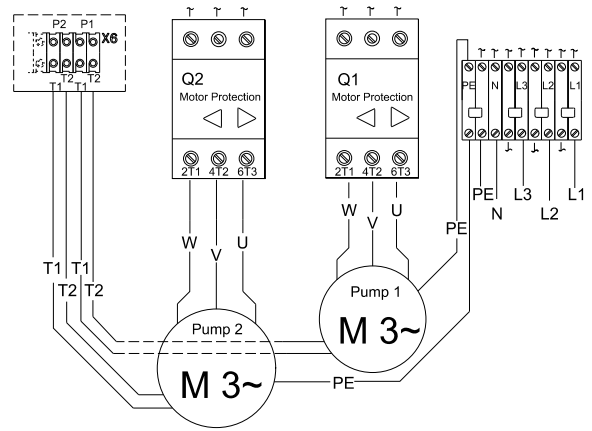 P2 P1
X6
T2 T2
T1 T1
Q2
Motor Protection
2T1 4T2 6T3
Q1
Motor Protection
2T1 4T2 6T3
PE N L3 L2 L1
PE L3 L1
N L2
W V U
W V U
PE
T1 T1
T2 T2
Pump 1
M 3~
Pump 2
M 3~
PE